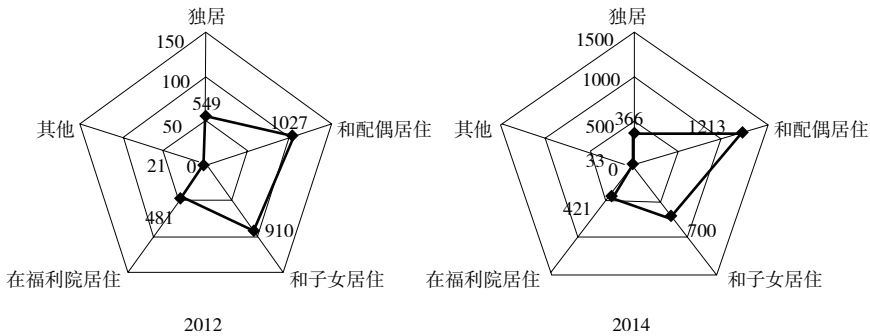 独居
150
100
549
50
1027
其他
和配偶居住
21
0
481
910
在福利院居住
和子女居住
2012
独居
1500
1000
366
500
1213
其他
和配偶居住
33
0
421
700
在福利院居住
和子女居住
2014